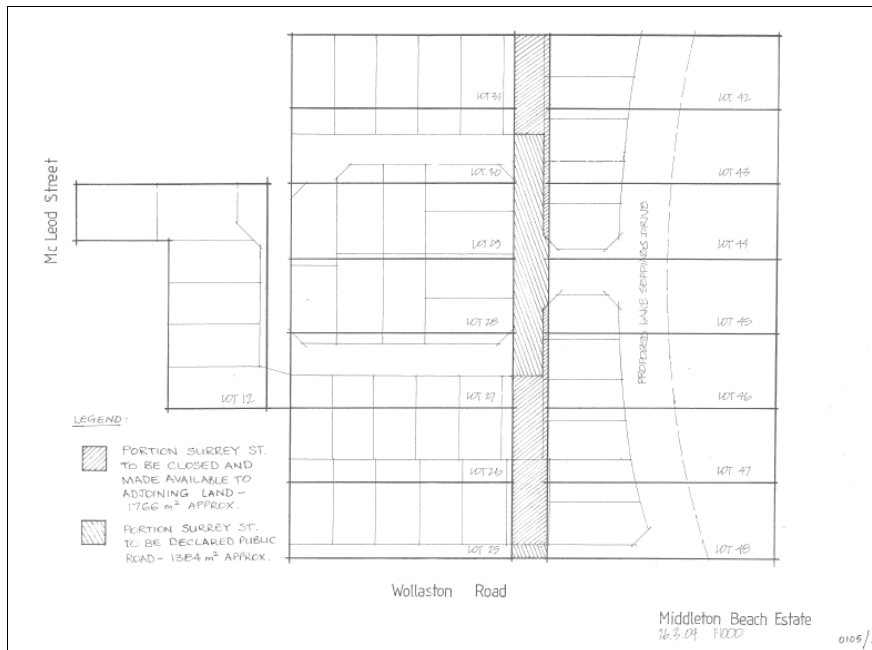 LOT 31
LOT 42
LOT 30
LOT 43
Mc Leod Street
LOT 29
LOT 44
PROPOSED LAKE SEPPINGS DRIVE
LOT 28
LOT 45
LOT 12
LOT 27
LOT 46
LEGEND:
PORTION SURREY ST.
TO BE CLOSED AND
MADE AVAILABLE TO
ADJOINING LAND -
1766 m² APPROX.
LOT 26
LOT 47
PORTION SURREY ST.
TO BE DECLARED PUBLIC
ROAD - 1384 m² APPROX.
LOT 25
LOT 48
Wollaston Road
Middleton Beach Estate
26.3.04 1:1000
0105/